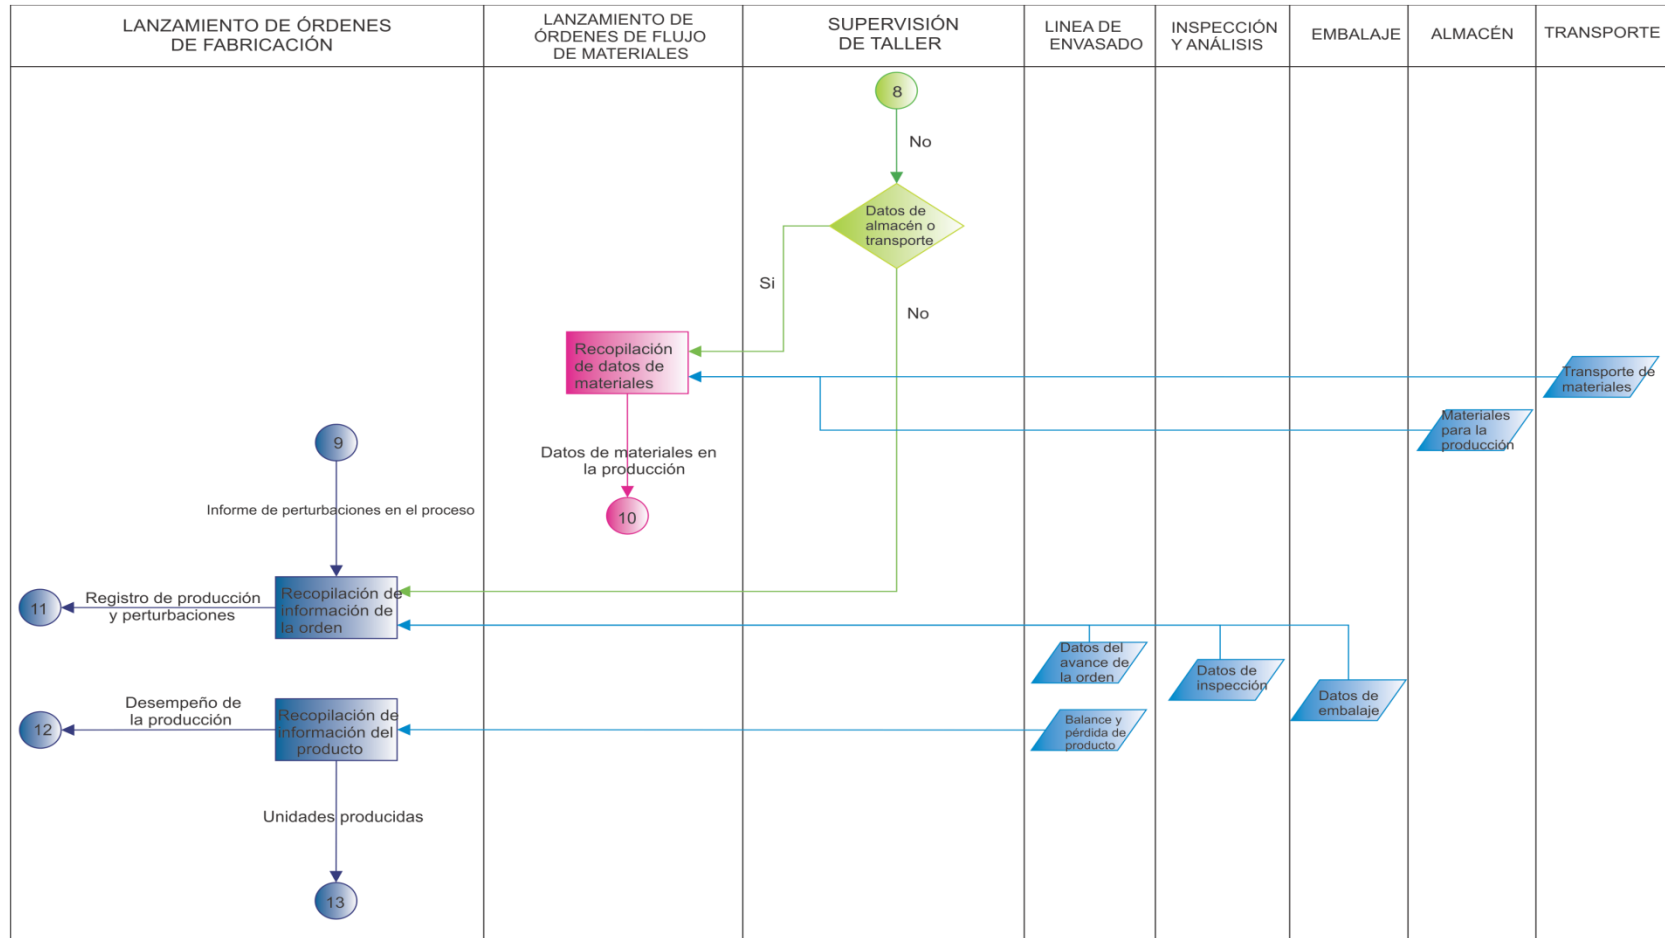 LANZAMIENTO DE ÓRDENES
DE FABRICACIÓN
LANZAMIENTO DE
ÓRDENES DE FLUJO
DE MATERIALES
SUPERVISIÓN
DE TALLER
LINEA DE
ENVASADO
INSPECCIÓN
Y ANÁLISIS
EMBALAJE
ALMACÉN
TRANSPORTE
8
No
Datos de
almacén o
transporte
Si
No
Recopilación
de datos de
materiales
Transporte de
materiales
Materiales
para la
producción
9
Datos de materiales en
la producción
Informe de perturbaciones en el proceso
10
Recopilación de
información de
la orden
Registro de producción
y perturbaciones
11
Datos del
avance de
la orden
Datos de
inspección
Datos de
embalaje
Desempeño de
la producción
12
Recopilación de
información del
producto
Balance y
pérdida de
producto
Unidades producidas
13